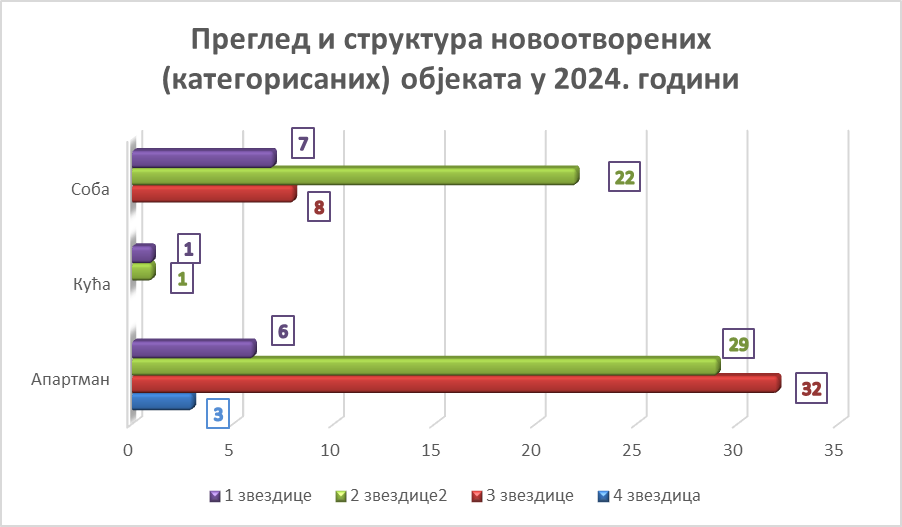 Преглед и структура новоотворених
(категорисаних) објеката у 2024. години
7
Соба
22
8
1
Кућа
1
6
29
Апартман
32
3
0 5 10 15 20 25 30 35
1 звездице 2 звездице2 3 звездице 4 звездица